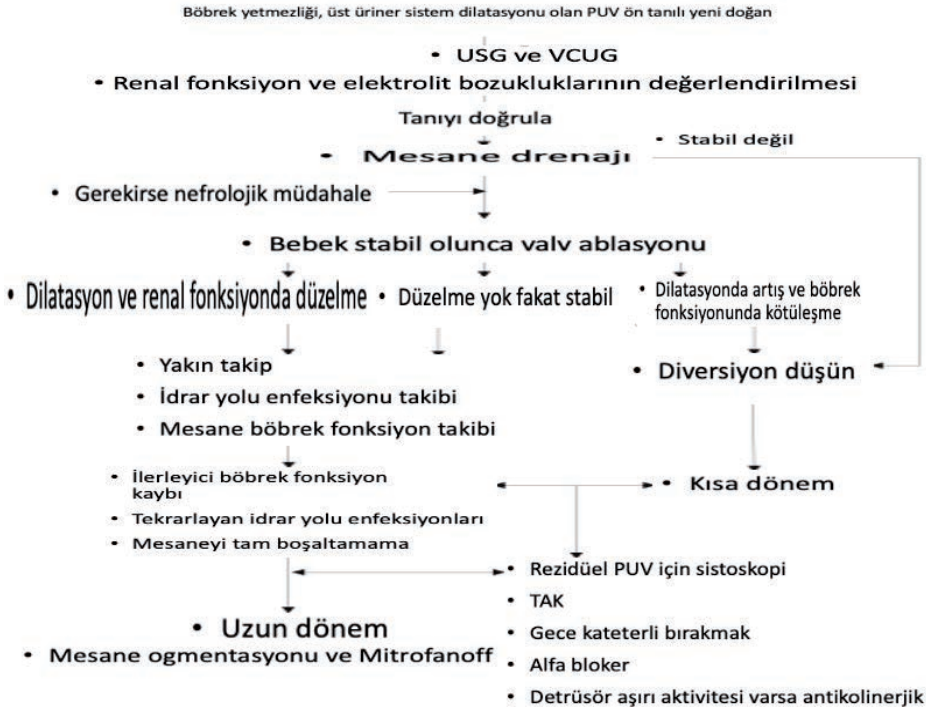 Böbrek yetmezliği, üst üriner sistem dilatasyonu olan PUV ön tanılı yeni doğan
• USG ve VCUG
• Renal fonksiyon ve elektrolit bozukluklarının değerlendirilmesi
Tanıyı doğrula
• Stabil değil
• Mesane drenajı
• Gerekirse nefrolojik müdahale
• Bebek stabil olunca valv ablasyonu
• Dilatasyon ve renal fonksiyonda düzelme
• Düzelme yok fakat stabil
• Dilatasyonda artış ve böbrek
fonksiyonunda kötüleşme
• Yakın takip
• İdrar yolu enfeksiyonu takibi
• Mesane böbrek fonksiyon takibi
• Diversiyon düşün
• İlerleyici böbrek fonksiyon
kaybı
• Tekrarlayan idrar yolu enfeksiyonları
• Mesaneyi tam boşaltamama
• Kısa dönem
• Rezidüel PUV için sistoskopi
• TAK
• Gece kateterli bırakmak
• Alfa bloker
• Detrüsör aşırı aktivitesi varsa antikolinerjik
• Uzun dönem
• Mesane ogmentasyonu ve Mitrofanoff